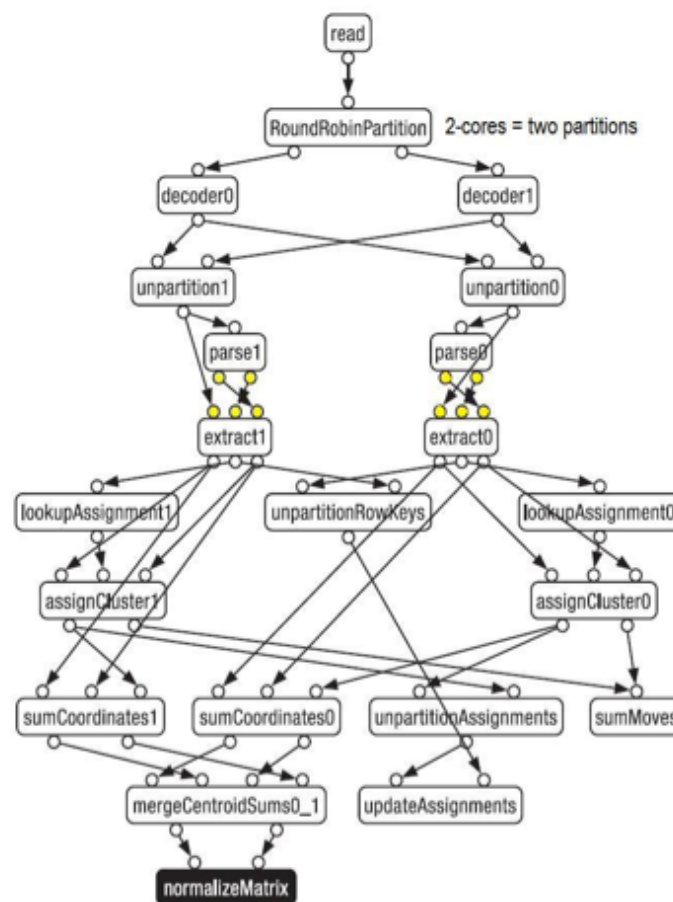 read
RoundRobinPartition
2-cores = two partitions
decoder0
decoder1
unpartition1
unpartition0
parse1
parse0
extract1
extract0
lookupAssignment1
unpartitionRowKeys
lookupAssignment0
assignCluster1
assignCluster0
sumCoordinates1
sumCoordinates0
unpartitionAssignments
sumMoves
mergeCentroidSums0_1
updateAssignments
normalizeMatrix